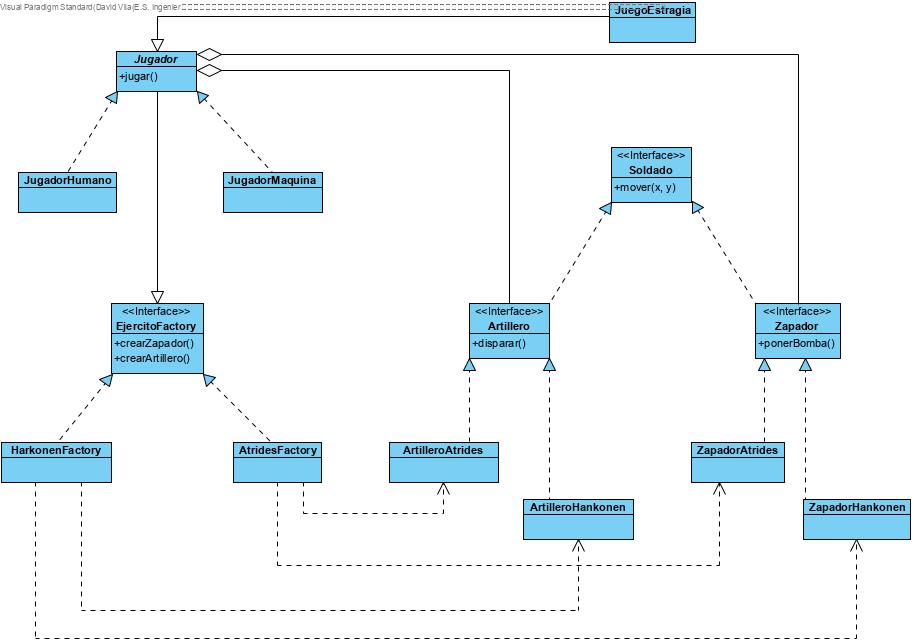 Visual Paradigm Standard(David Vila(E.S. Ingenier
JuegoEstragia
Jugador
+jugar()
<<Interface>>
Soldado
+mover(x, y)
JugadorHumano
JugadorMaquina
<<Interface>>
EjercitoFactory
+crearZapador()
+crearArtillero()
<<Interface>>
Artillero
+disparar()
<<Interface>>
Zapador
+ponerBomba()
HarkonenFactory
AtridesFactory
ArtilleroAtrides
ZapadorAtrides
ArtilleroHankonen
ZapadorHankonen